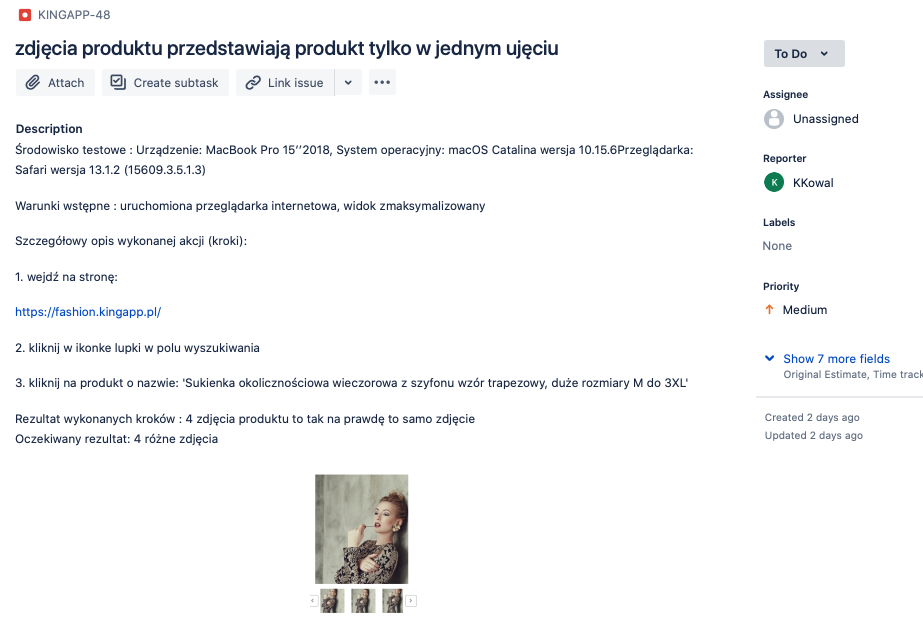 KINGAPP-48
zdjęcia produktu przedstawiają produkt tylko w jednym ujęciu
Attach
Create subtask
Link issue
Description
Środowisko testowe : Urządzenie: MacBook Pro 15’’2018, System operacyjny: macOS Catalina wersja 10.15.6Przeglądarka:
Safari wersja 13.1.2 (15609.3.5.1.3)
Warunki wstępne : uruchomiona przeglądarka internetowa, widok zmaksymalizowany
Szczegółowy opis wykonanej akcji (kroki):
1. wejdź na stronę:
https://fashion.kingapp.pl/
2. kliknij w ikonke lupki w polu wyszukiwania
3. kliknij na produkt o nazwie: 'Sukienka okolicznościowa wieczorowa z szyfonu wzór trapezowy, duże rozmiary M do 3XL'
Rezultat wykonanych kroków : 4 zdjęcia produktu to tak na prawdę to samo zdjęcie
Oczekiwany rezultat: 4 różne zdjęcia
To Do
Assignee
Unassigned
Reporter
K KKowal
Labels
None
Priority
Medium
Show 7 more fields
Original Estimate, Time track
Created 2 days ago
Updated 2 days ago